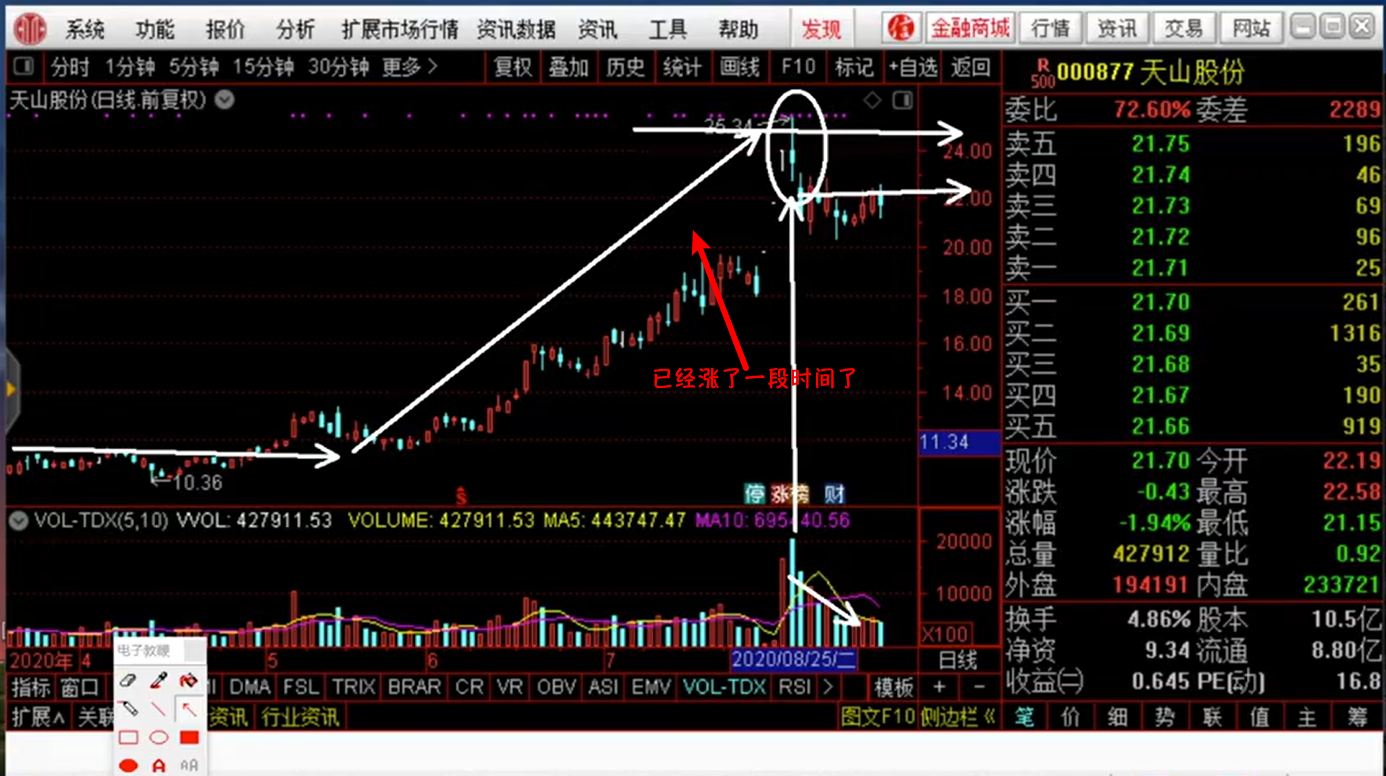 系统 功能 报价 分析 扩展市场行情 资讯数据 资讯 工具 帮助 发现 信 金融商城 行情 资讯 交易 网站
分时 1分钟 5分钟 15分钟 30分钟 更多 > 复权 叠加 历史 统计 画线 F10 标记 +自选 返回
R 500 000877 天山股份
天山股份(日线.前复权)
委比 72.60% 委差 2289
25.34
卖五 21.75 196
24.00
卖四 21.74 46
22.00
卖三 21.73 69
卖二 21.72 96
20.00
卖一 21.71 25
18.00
买一 21.70 261
买二 21.69 1316
16.00
买三 21.68 35
已经涨了一段时间了
14.00
买四 21.67 190
买五 21.66 919
11.34
现价 21.70 今开 22.19
10.36
涨跌 -0.43 最高 22.58
停 涨 榜 财
涨幅 -1.94% 最低 21.15
VOL-TDX(5,10) VVOL: 427911.53 VOLUME: 427911.53 MA5: 443747.47 MA10: 695440.56
20000
总量 427912 量比 0.92
外盘 194191 内盘 233721
10000
换手 4.86% 股本 10.5亿
X100
净资 9.34 流通 8.80亿
2020年 4 5 6 7 2020/08/25/二 日线
收益㈡ 0.645 PE(动) 16.8
电子教鞭
指标 窗口 DMA FSL TRIX BRAR CR VR OBV ASI EMV VOL-TDX RSI > 模板 + -
扩展∧ 关联 资讯 行业资讯 图文F10 侧边栏《 笔 价 细 势 联 值 主 筹
A AA